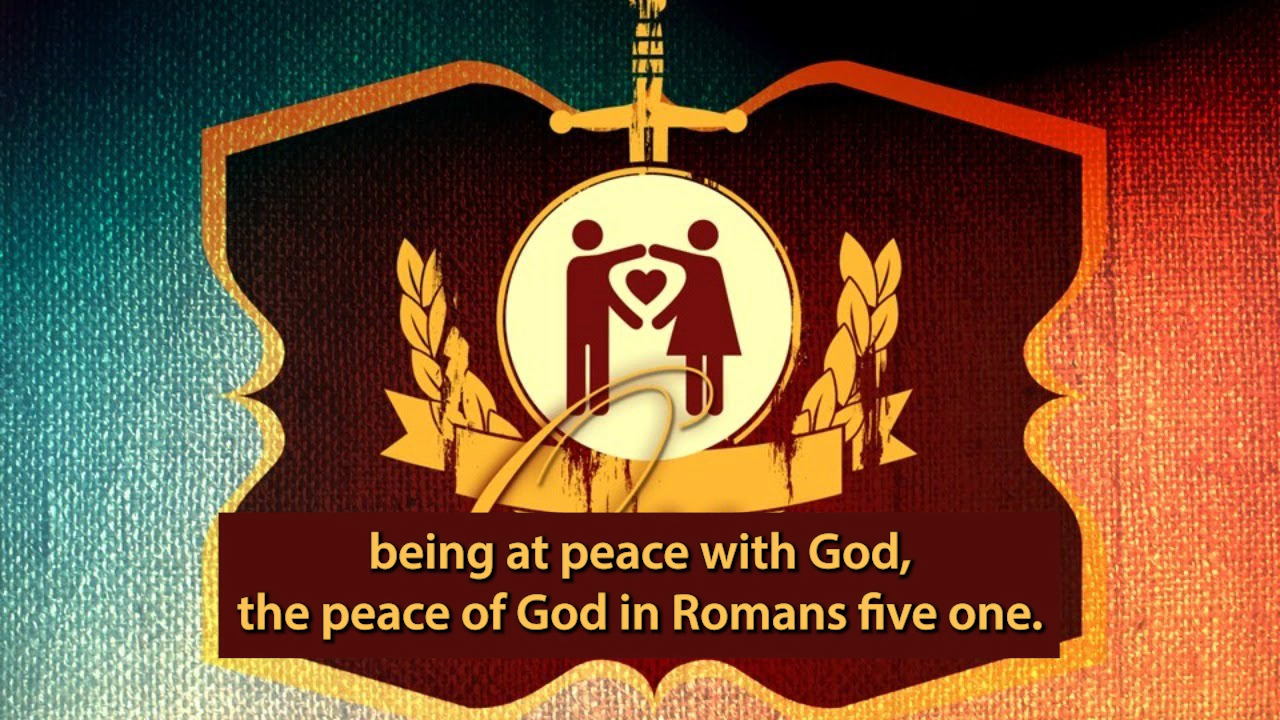 being at peace with God,
the peace of God in Romans five one.